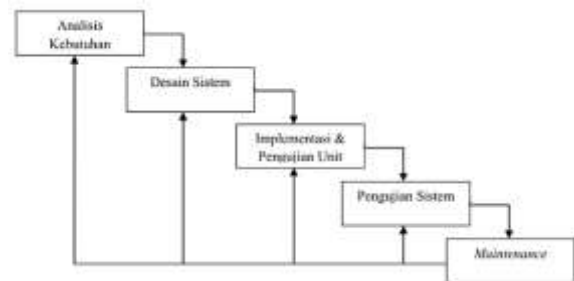 Analisis
Kebutuhan
Desain Sistem
Implementasi &
Pengujian Unit
Pengujian Sistem
Maintenance